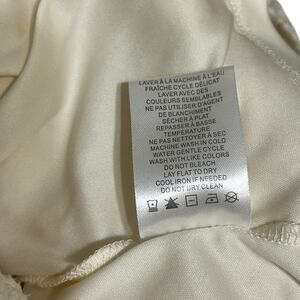 LAVER À LA MACHINE À L'EAU
FRAÎCHE CYCLE DÉLICAT
LAVER AVEC DES
COULEURS SEMBLABLES
NE PAS UTILISER D'AGENT
DE BLANCHIMENT
SÉCHER À PLAT
REPASSER À BASSE
TEMPÉRATURE
NE PAS NETTOYER À SEC
MACHINE WASH IN COLD
WATER GENTLE CYCLE
WASH WITH LIKE COLORS
DO NOT BLEACH
LAY FLAT TO DRY
COOL IRON IF NEEDED
DO NOT DRY CLEAN